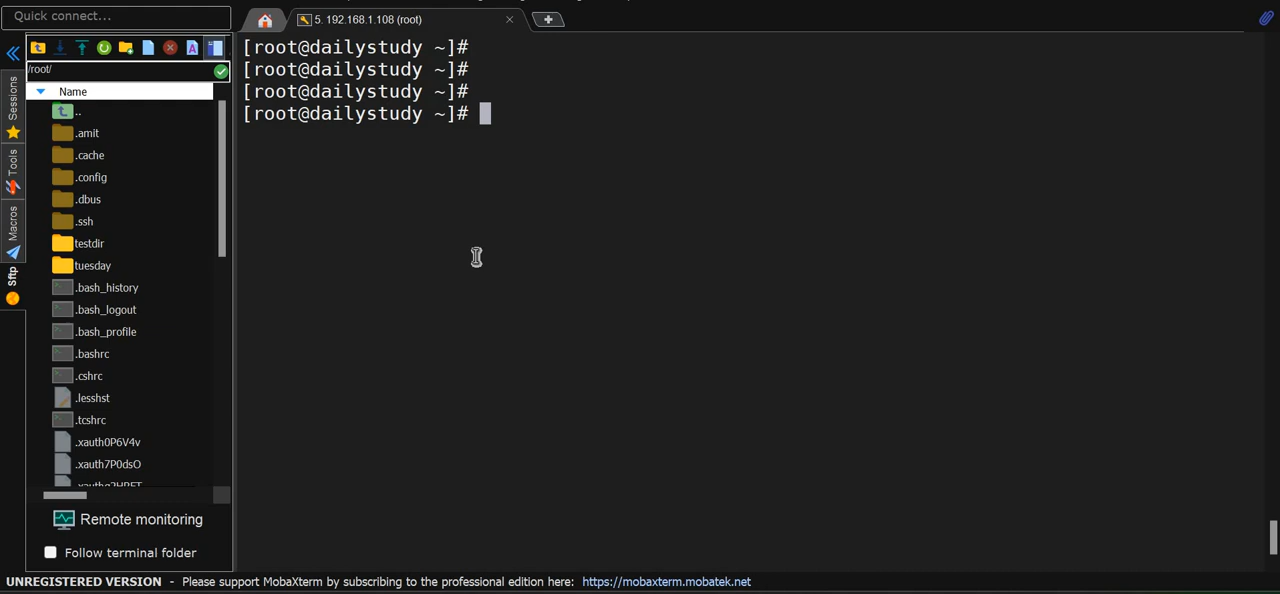 Quick connect...
5. 192.168.1.108 (root)
/root/
Name
..
.amit
.cache
.config
.dbus
.ssh
testdir
tuesday
.bash_history
.bash_logout
.bash_profile
.bashrc
.cshrc
.lesshst
.tcshrc
.xauth0P6V4v
.xauth7P0dsO
Remote monitoring
Follow terminal folder
Sessions
Tools
Macros
Sftp
[root@dailystudy ~]#
[root@dailystudy ~]#
[root@dailystudy ~]#
[root@dailystudy ~]#
UNREGISTERED VERSION - Please support MobaXterm by subscribing to the professional edition here: https://mobaxterm.mobatek.net